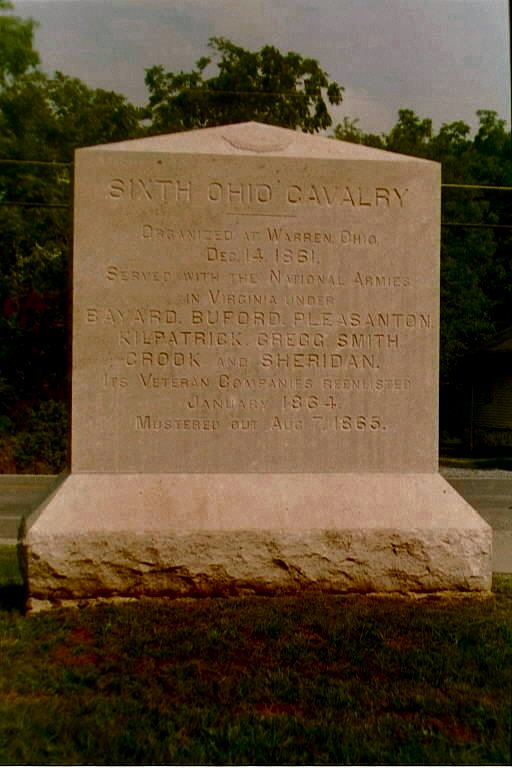 SIXTH OHIO CAVALRY
ORGANIZED AT WARREN, OHIO,
DEC. 14, 1861.
SERVED WITH THE NATIONAL ARMIES
IN VIRGINIA UNDER
BAYARD, BUFORD, PLEASANTON,
KILPATRICK, GREGG, SMITH,
CROOK AND SHERIDAN.
ITS VETERAN COMPANIES REENLISTED
JANUARY 1864.
MUSTERED OUT AUG 7, 1865.